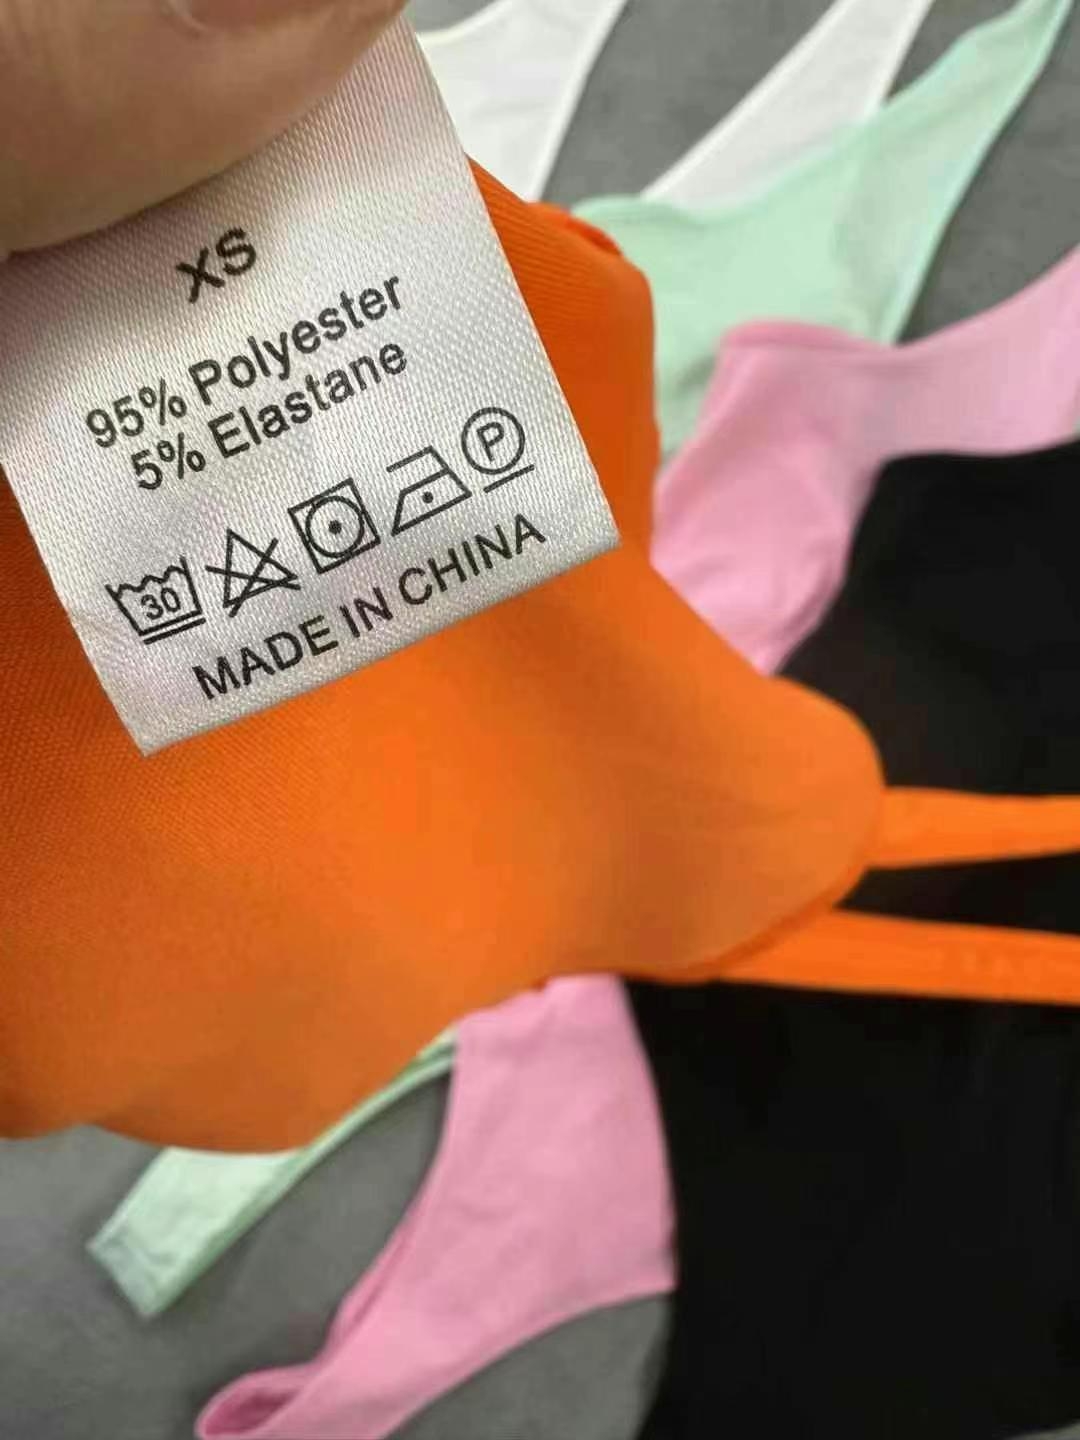 XS
95% Polyester
5% Elastane
30 P
MADE IN CHINA